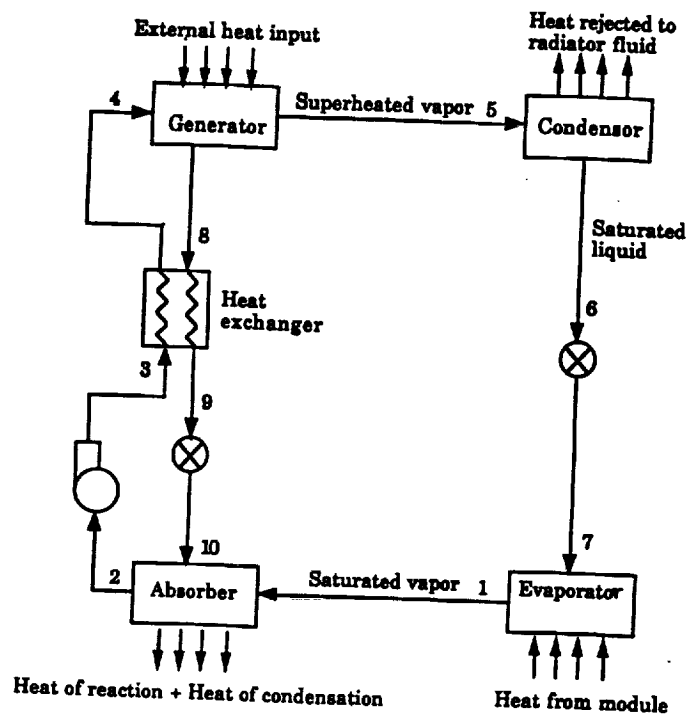 External heat input
Heat rejected to
radiator fluid
4
Generator
Superheated vapor 5
Condensor
8
Saturated
liquid
Heat
exchanger
6
3
9
10
7
2
Absorber
Saturated vapor 1
Evaporator
Heat of reaction + Heat of condensation
Heat from module